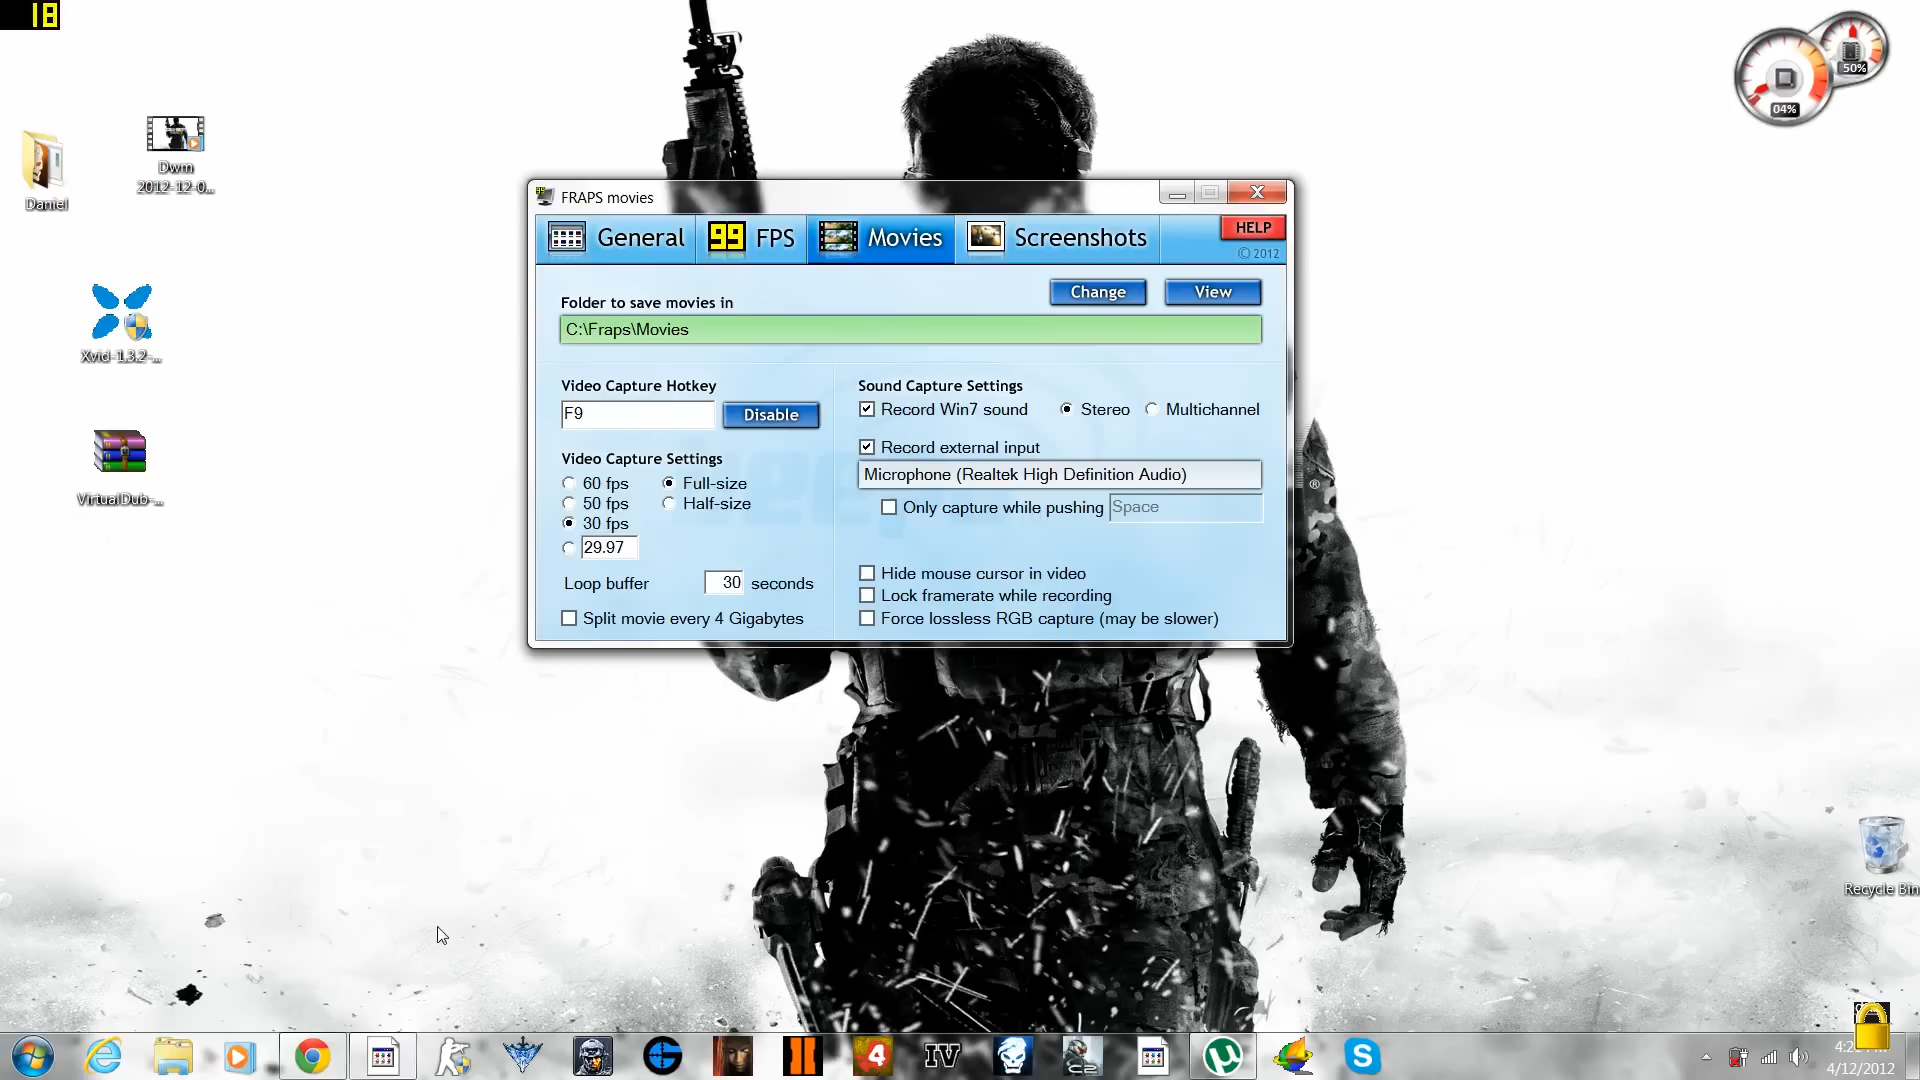 18
50%
04%
Dwm
2012-12-0...
Daniel
Xvid-1.3.2-...
VirtualDub-...
FRAPS movies
General
99 FPS
Movies
Screenshots
HELP
© 2012
Folder to save movies in
Change
View
C:\Fraps\Movies
Video Capture Hotkey
F9
Disable
Video Capture Settings
60 fps
Full-size
50 fps
Half-size
30 fps
29.97
Loop buffer
30
seconds
Split movie every 4 Gigabytes
Sound Capture Settings
Record Win7 sound
Stereo
Multichannel
Record external input
Microphone (Realtek High Definition Audio)
Only capture while pushing
Space
Hide mouse cursor in video
Lock framerate while recording
Force lossless RGB capture (may be slower)
®
Recycle Bin
II
4
IV
C2
S
4/12/2012